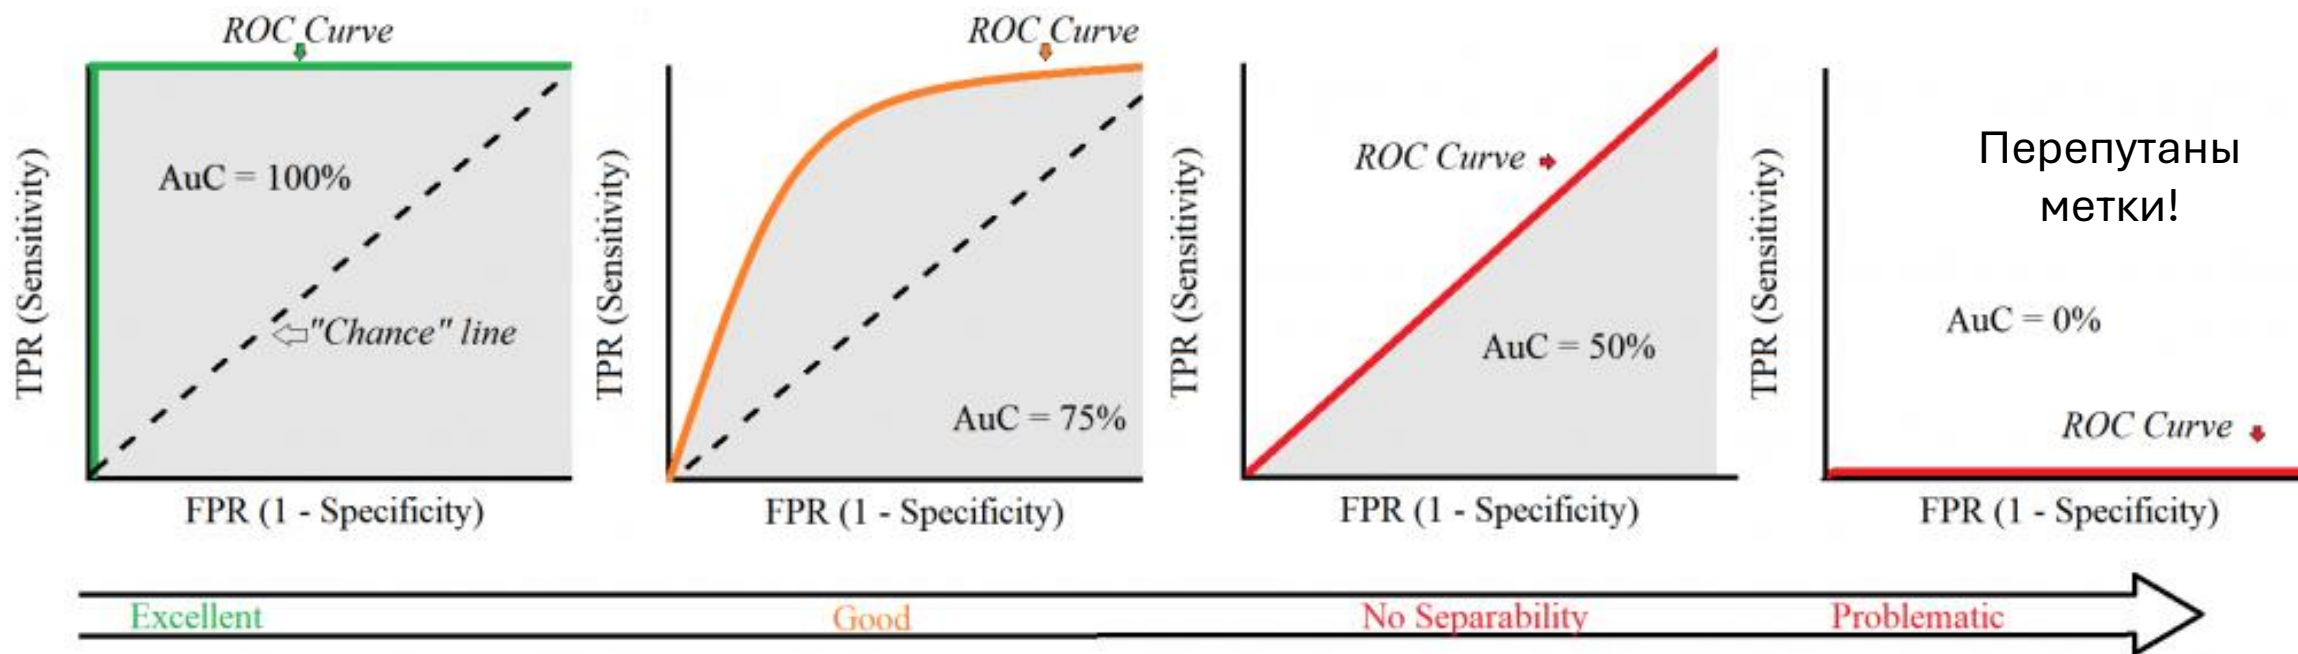 ROC Curve
AuC = 100%
"Chance" line
TPR (Sensitivity)
FPR (1 - Specificity)
ROC Curve
AuC = 75%
TPR (Sensitivity)
FPR (1 - Specificity)
ROC Curve
AuC = 50%
TPR (Sensitivity)
FPR (1 - Specificity)
Перепутаны
метки!
AuC = 0%
ROC Curve
TPR (Sensitivity)
FPR (1 - Specificity)
Excellent
Good
No Separability
Problematic